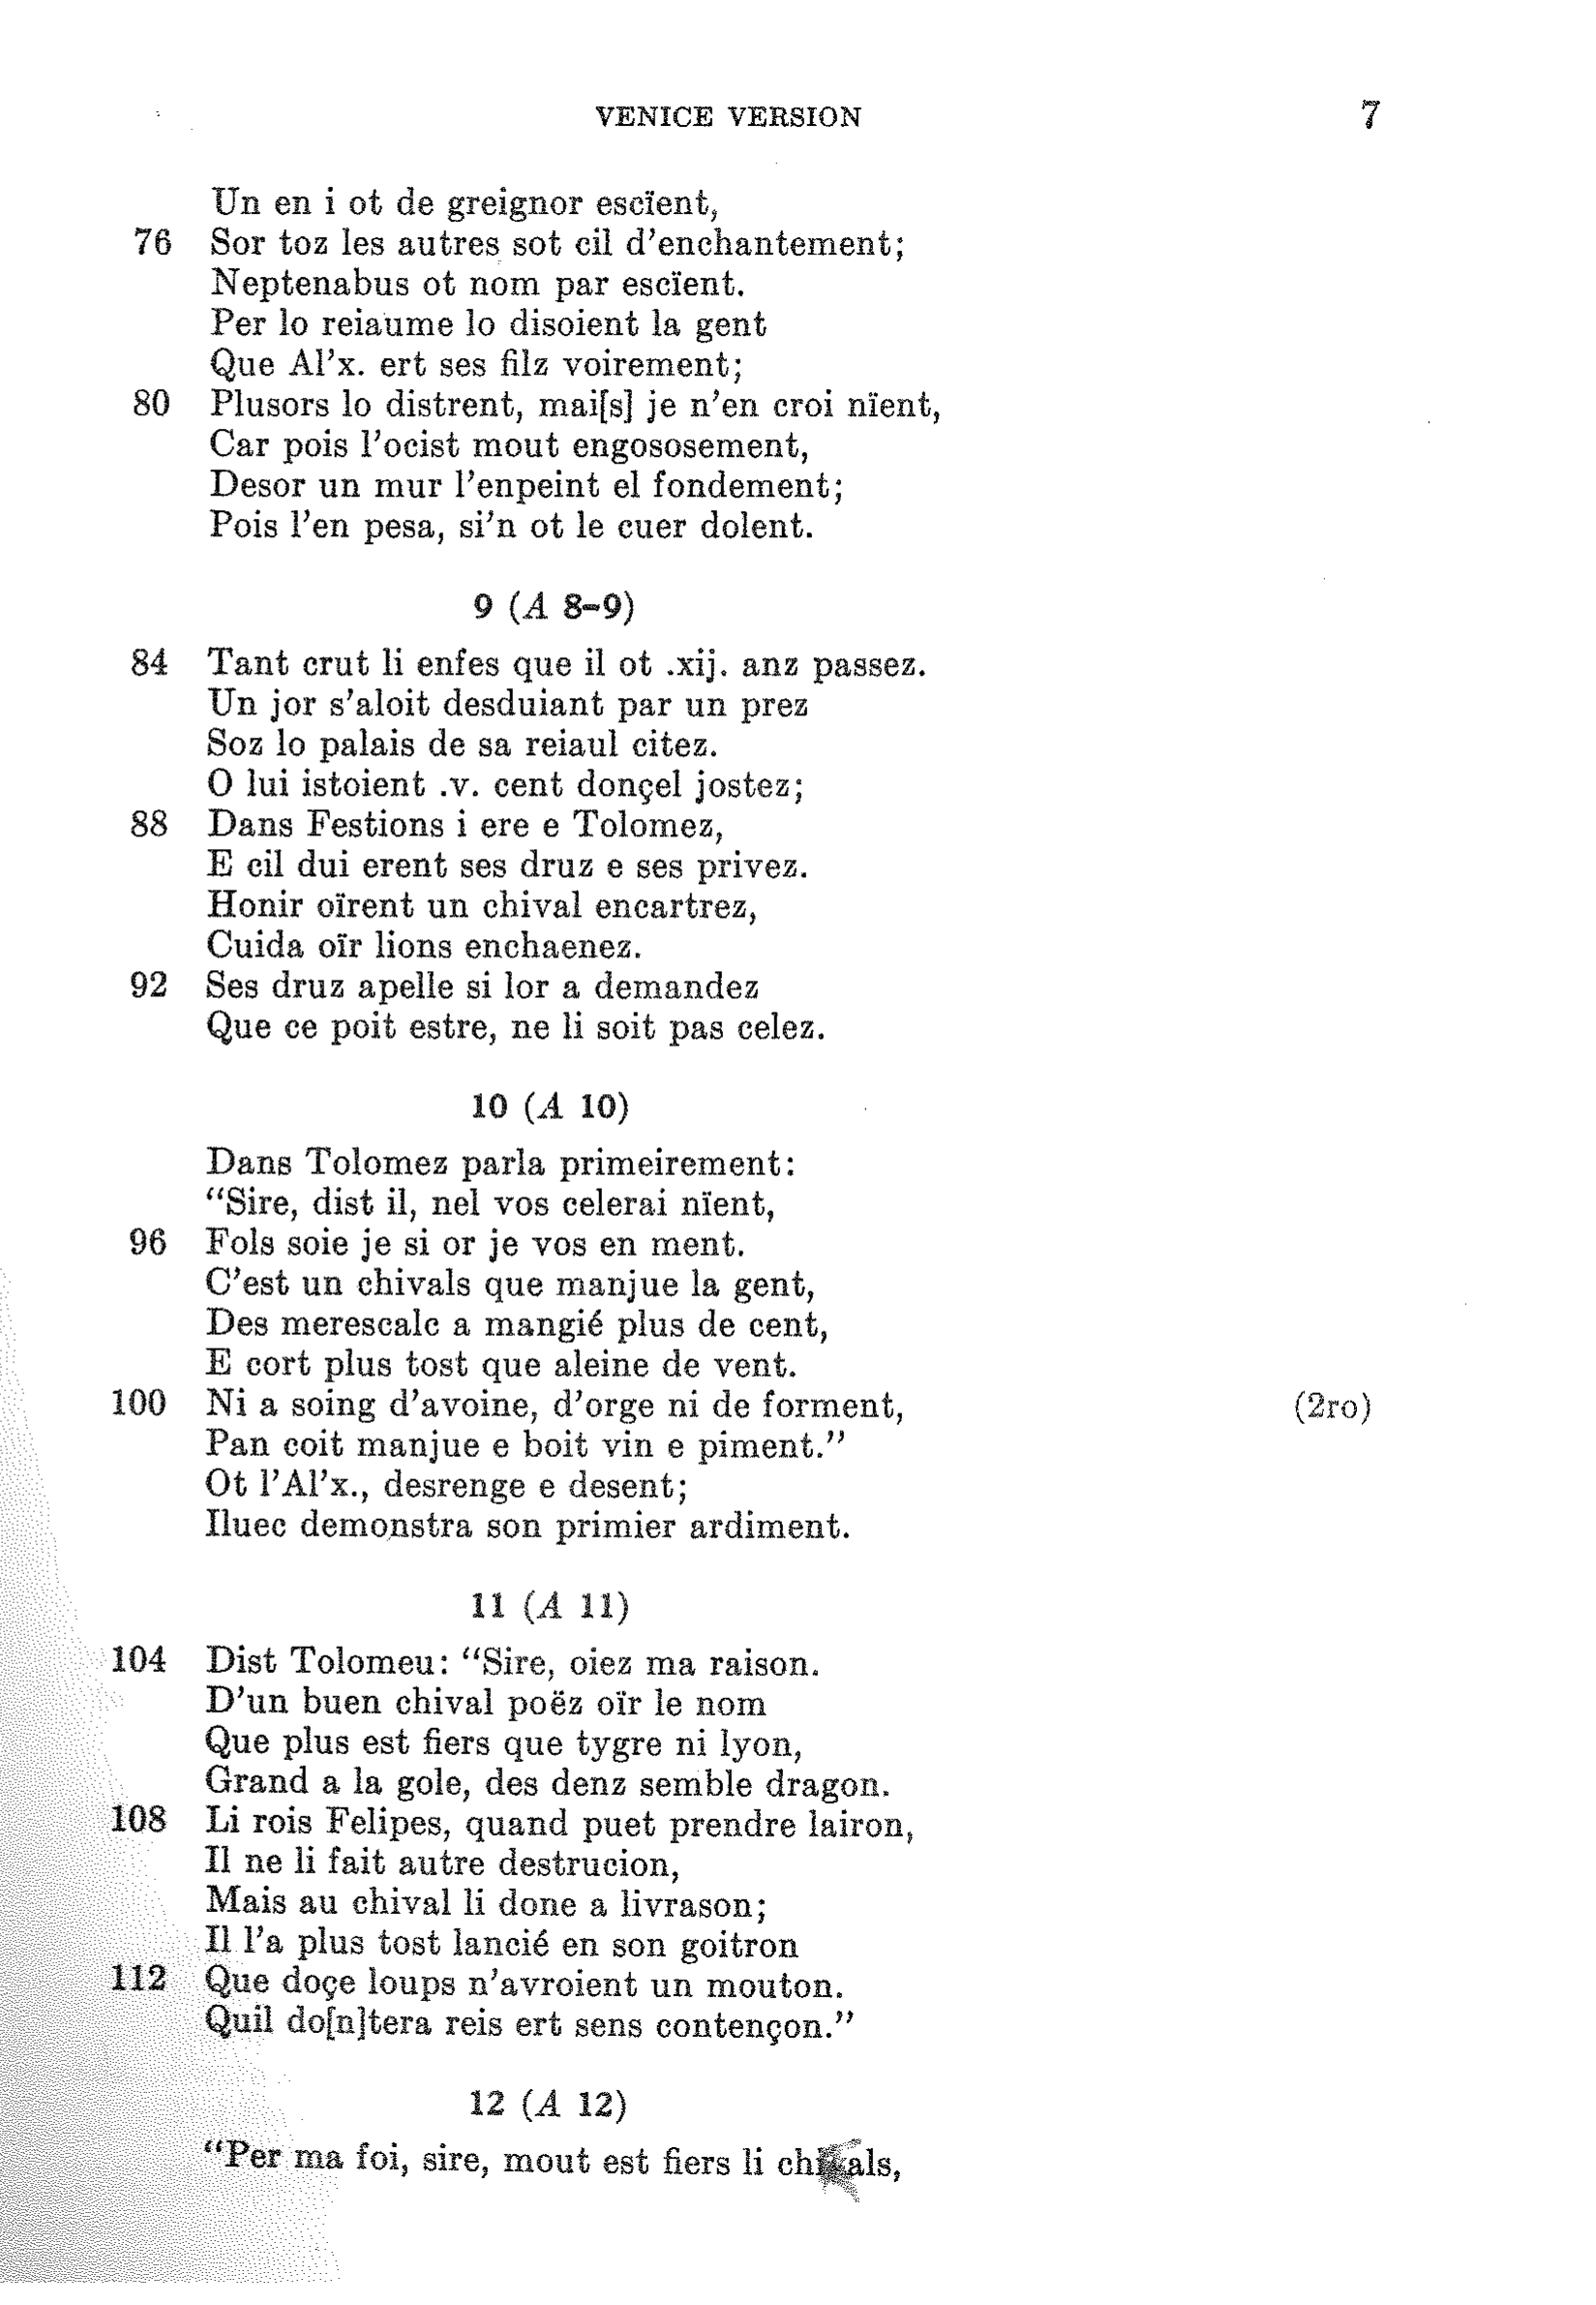 VENICE VERSION 7
Un en i ot de greignor escïent,
76 Sor toz les autres sot cil d'enchantement;
Neptenabus ot nom par escïent.
Per lo reiaume lo disoient la gent
Que Al'x. ert ses filz voirement;
80 Plusors lo distrent, mai[s] je n'en croi nïent,
Car pois l'ocist mout engososement,
Desor un mur l'enpeint el fondement;
Pois l'en pesa, si'n ot le cuer dolent.
9 (A 8-9)
84 Tant crut li enfes que il ot .xij. anz passez.
Un jor s'aloit desduiant par un prez
Soz lo palais de sa reiaul citez.
O lui istoient .v. cent donçel jostez;
88 Dans Festions i ere e Tolomez,
E cil dui erent ses druz e ses privez.
Honir oïrent un chival encartrez,
Cuida oïr lions enchaenez.
92 Ses druz apelle si lor a demandez
Que ce poit estre, ne li soit pas celez.
10 (A 10)
Dans Tolomez parla primeirement:
“Sire, dist il, nel vos celerai nïent,
96 Fols soie je si or je vos en ment.
C'est un chivals que manjue la gent,
Des merescalc a mangié plus de cent,
E cort plus tost que aleine de vent.
100 Ni a soing d'avoine, d'orge ni de forment, (2ro)
Pan coit manjue e boit vin e piment.”
Ot l'Al'x., desrenge e desent;
Iluec demonstra son primier ardiment.
11 (A 11)
104 Dist Tolomeu: “Sire, oiez ma raison.
D'un buen chival poëz oïr le nom
Que plus est fiers que tygre ni lyon,
Grand a la gole, des denz semble dragon.
108 Li rois Felipes, quand puet prendre lairon,
Il ne li fait autre destrucion,
Mais au chival li done a livrason;
Il l'a plus tost lancié en son goitron
112 Que doçe loups n'avroient un mouton.
Quil do[n]tera reis ert sens contençon.”
12 (A 12)
“Per ma foi, sire, mout est fiers li chivals,